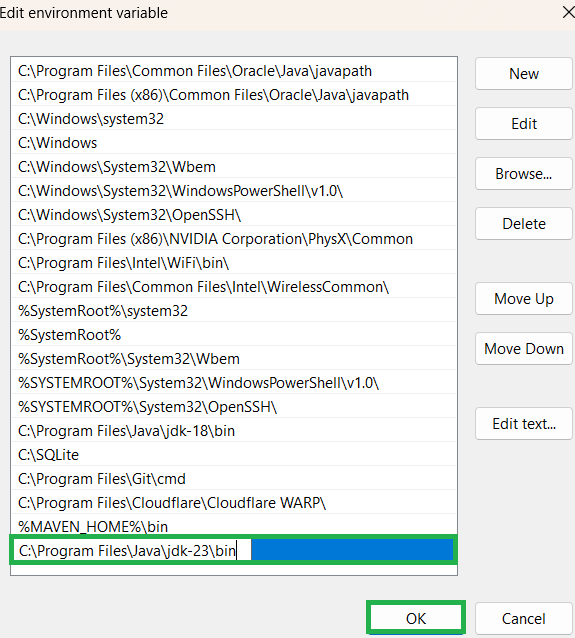 Edit environment variable
C:\Program Files\Common Files\Oracle\Java\javapath
C:\Program Files (x86)\Common Files\Oracle\Java\javapath
C:\Windows\system32
C:\Windows
C:\Windows\System32\Wbem
C:\Windows\System32\WindowsPowerShell\v1.0\
C:\Windows\System32\OpenSSH\
C:\Program Files (x86)\NVIDIA Corporation\PhysX\Common
C:\Program Files\Intel\WiFi\bin\
C:\Program Files\Common Files\Intel\WirelessCommon\
%SystemRoot%\system32
%SystemRoot%
%SystemRoot%\System32\Wbem
%SYSTEMROOT%\System32\WindowsPowerShell\v1.0\
%SYSTEMROOT%\System32\OpenSSH\
C:\Program Files\Java\jdk-18\bin
C:\SQLite
C:\Program Files\Git\cmd
C:\Program Files\Cloudflare\Cloudflare WARP\
%MAVEN_HOME%\bin
C:\Program Files\Java\jdk-23\bin
New
Edit
Browse...
Delete
Move Up
Move Down
Edit text...
OK
Cancel